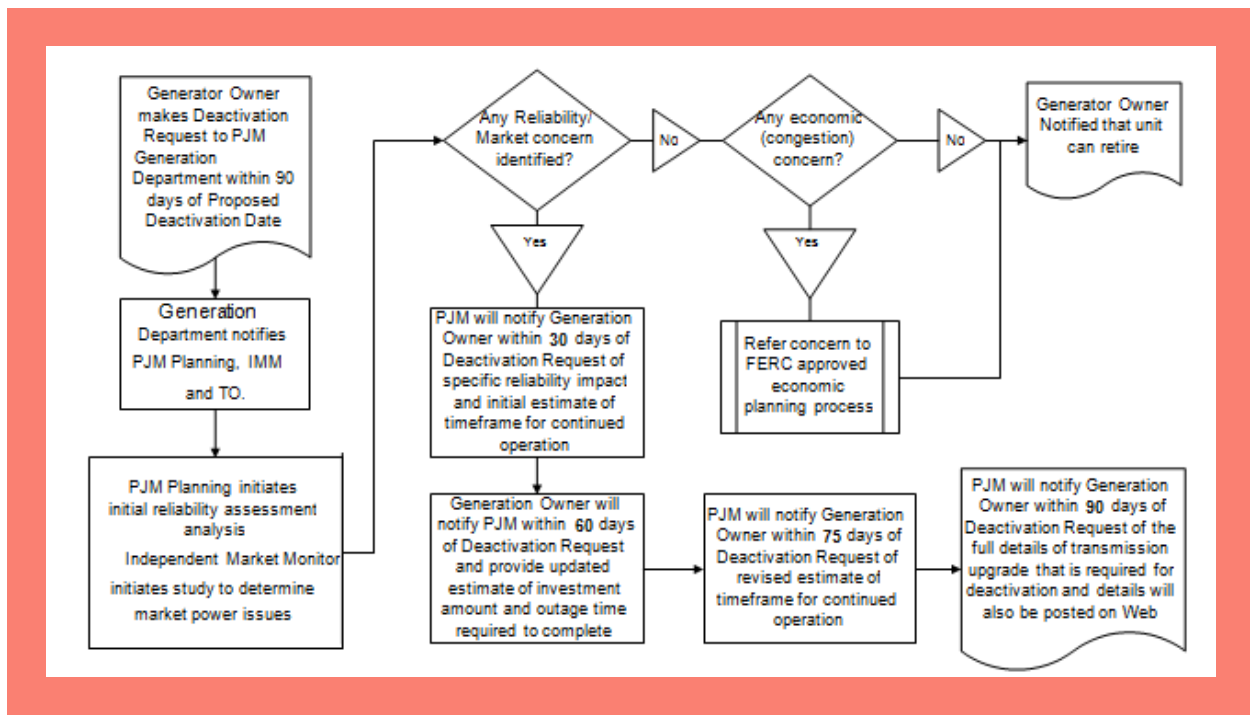 Generator Owner
makes Deactivation
Request to PJM
Generation
Department within 90
days of Proposed
Deactivation Date
Generation
Department notifies
PJM Planning, IMM
and TO.
PJM Planning initiates
initial reliability assessment
analysis
Independent Market Monitor
initiates study to determine
market power issues
Any Reliability/
Market concern
identified?
No
Any economic
(congestion)
concern?
No
Generator Owner
Notified that unit
can retire
Yes
Yes
PJM will notify Generation
Owner within 30 days of
Deactivation Request of
specific reliability impact
and initial estimate of
timeframe for continued
operation
Refer concern to
FERC approved
economic
planning process
Generation Owner will
notify PJM within 60 days
of Deactivation Request
and provide updated
estimate of investment
amount and outage time
required to complete
PJM will notify Generation
Owner within 75 days of
Deactivation Request of
revised estimate of
timeframe for continued
operation
PJM will notify Generation
Owner within 90 days of
Deactivation Request of the
full details of transmission
upgrade that is required for
deactivation and details will
also be posted on Web